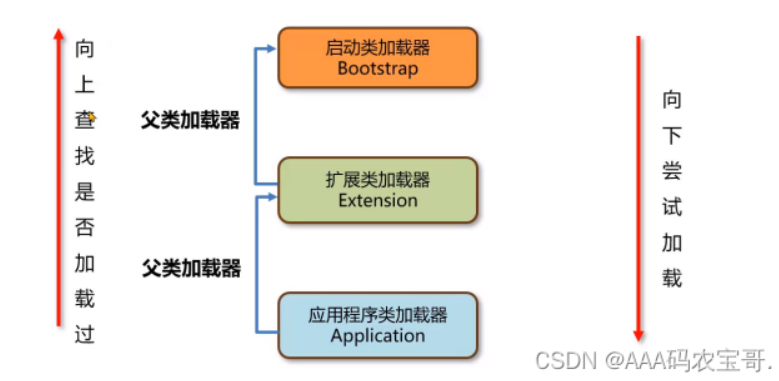 向上查找是否加载过
启动类加载器
Bootstrap
父类加载器
扩展类加载器
Extension
父类加载器
应用程序类加载器
Application
向下尝试加载
CSDN @AAA码农宝哥.